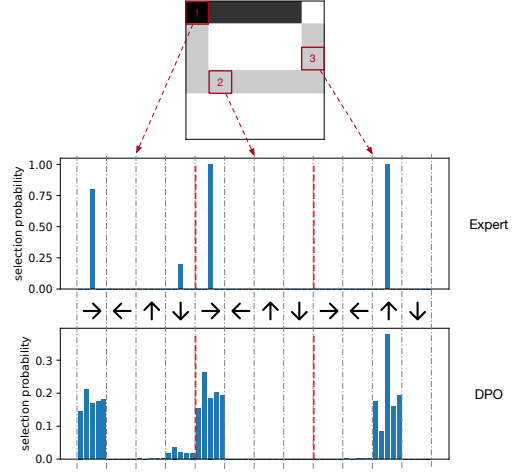 1
3
2
1.00
0.75
0.50
0.25
0.00
selection probability
Expert
→ ← ↑ ↓ → ← ↑ ↓ → ← ↑ ↓
0.3
0.2
0.1
0.0
selection probability
DPO